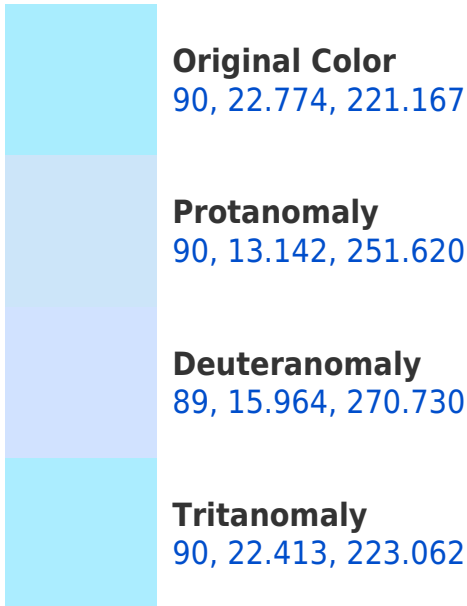 Original Color
90, 22.774, 221.167
Protanomaly
90, 13.142, 251.620
Deuteranomaly
89, 15.964, 270.730
Tritanomaly
90, 22.413, 223.062